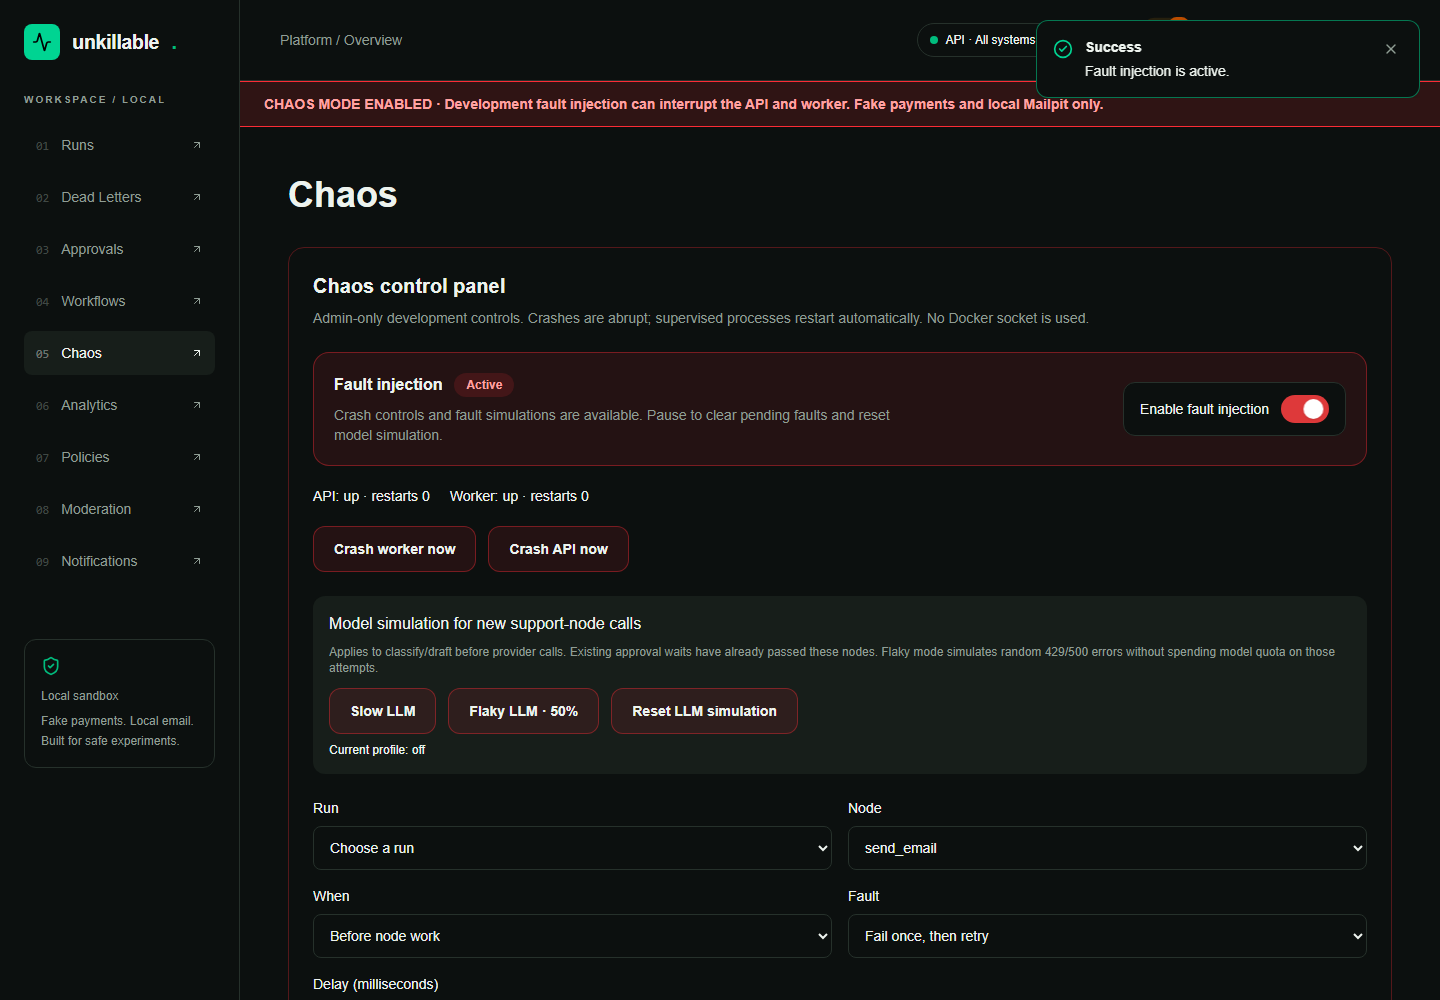 unkillable .
Platform / Overview
API · All systems
Success
Fault injection is active.
WORKSPACE / LOCAL
CHAOS MODE ENABLED · Development fault injection can interrupt the API and worker. Fake payments and local Mailpit only.
01 Runs
02 Dead Letters
03 Approvals
04 Workflows
05 Chaos
06 Analytics
07 Policies
08 Moderation
09 Notifications
Local sandbox
Fake payments. Local email.
Built for safe experiments.
Chaos
Chaos control panel
Admin-only development controls. Crashes are abrupt; supervised processes restart automatically. No Docker socket is used.
Fault injection Active
Crash controls and fault simulations are available. Pause to clear pending faults and reset
model simulation.
Enable fault injection
API: up · restarts 0 Worker: up · restarts 0
Crash worker now Crash API now
Model simulation for new support-node calls
Applies to classify/draft before provider calls. Existing approval waits have already passed these nodes. Flaky mode simulates random 429/500 errors without spending model quota on those
attempts.
Slow LLM Flaky LLM · 50% Reset LLM simulation
Current profile: off
Run Node
Choose a run send_email
When Fault
Before node work Fail once, then retry
Delay (milliseconds)